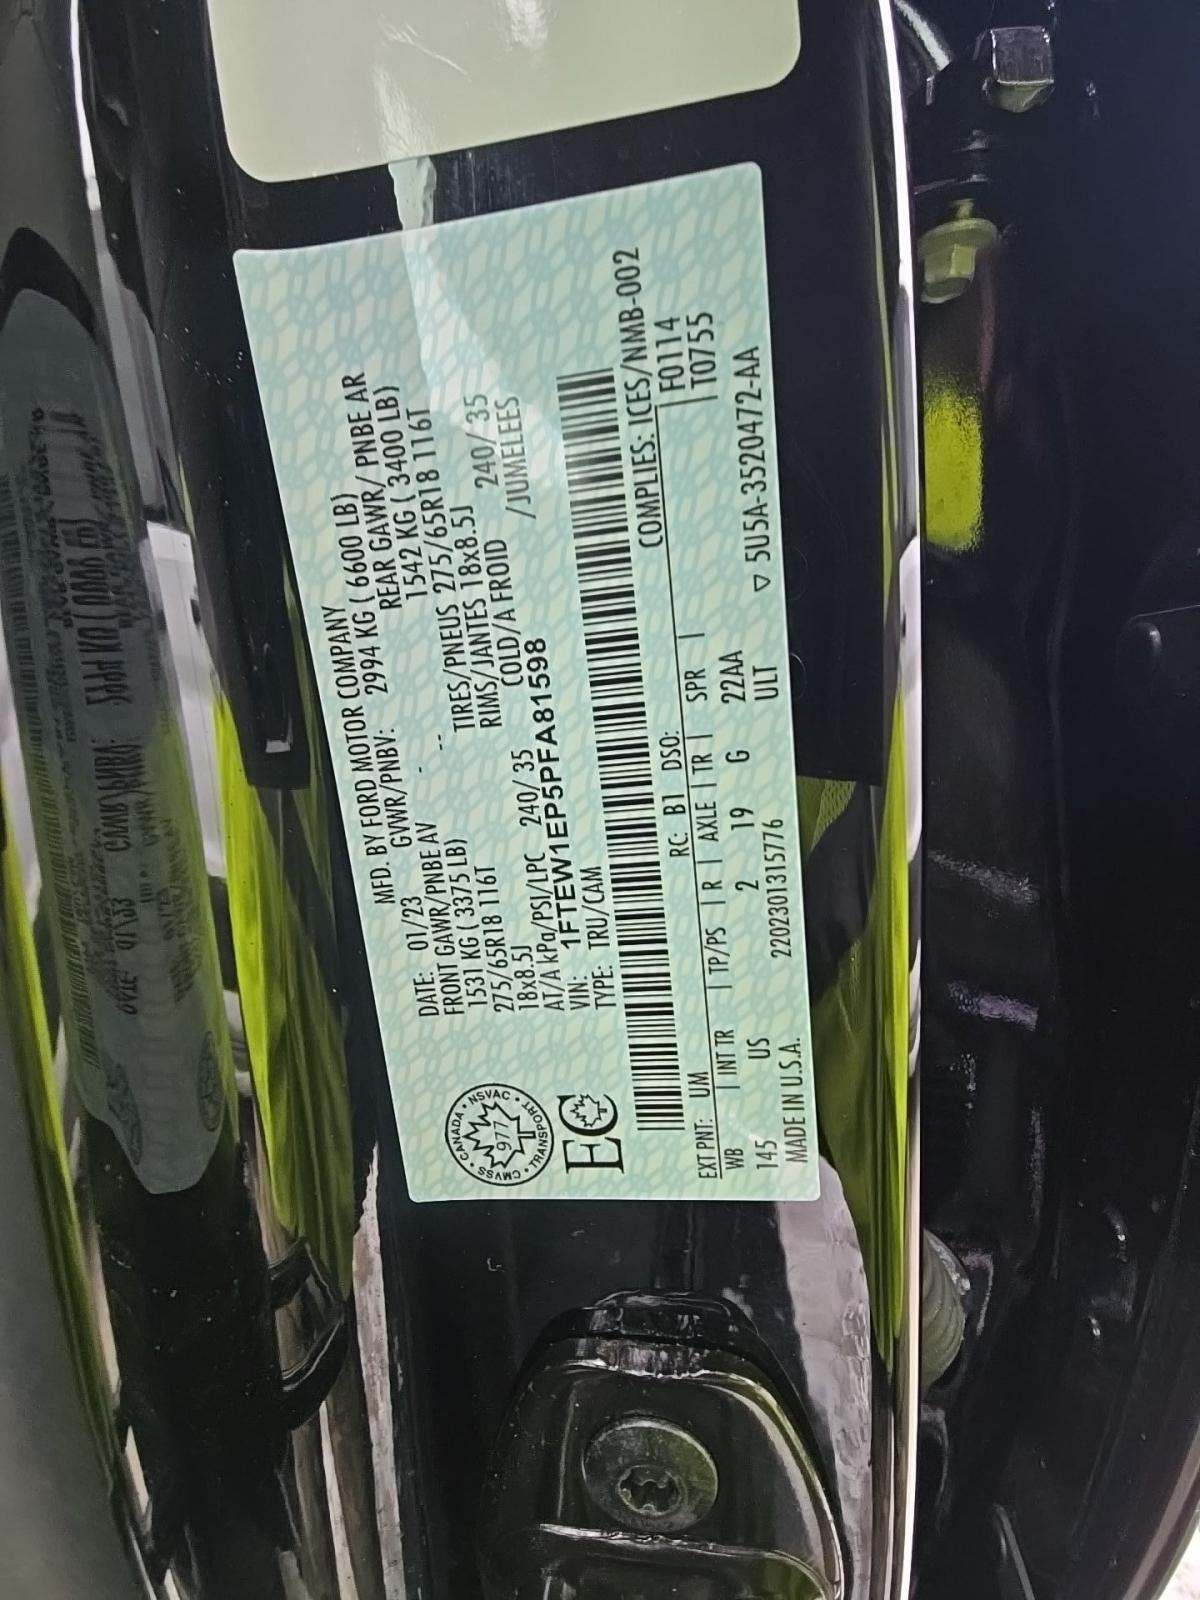 MFD. BY FORD MOTOR COMPANY
DATE: 01/23 GVWR/PNBV: 2994 KG ( 6600 LB)
FRONT GAWR/PNBE AV - -- REAR GAWR/ PNBE AR
1531 KG ( 3375 LB) 1542 KG ( 3400 LB)
275/65R18 116T TIRES/PNEUS 275/65R18 116T
18x8.5J RIMS/JANTES 18x8.5J
AT/A kPa/PSI/LPC 240/ 35 COLD/A FROID 240/ 35
VIN: 1FTEW1EP5PFA81598 /JUMELEES
TYPE: TRU/CAM
CANADA • NSVAC • TRANSPORT • CMVSS •
977
EC
COMPLIES: ICES/NMB-002
EXT PNT: UM RC: B1 DSO: F0114
WB | INT TR | TP/PS | R | AXLE | TR | SPR | T0755
145 US 2 19 G 22AA
ULT
MADE IN U.S.A. 220230131S776 ▽ 5U5A-3520472-AA